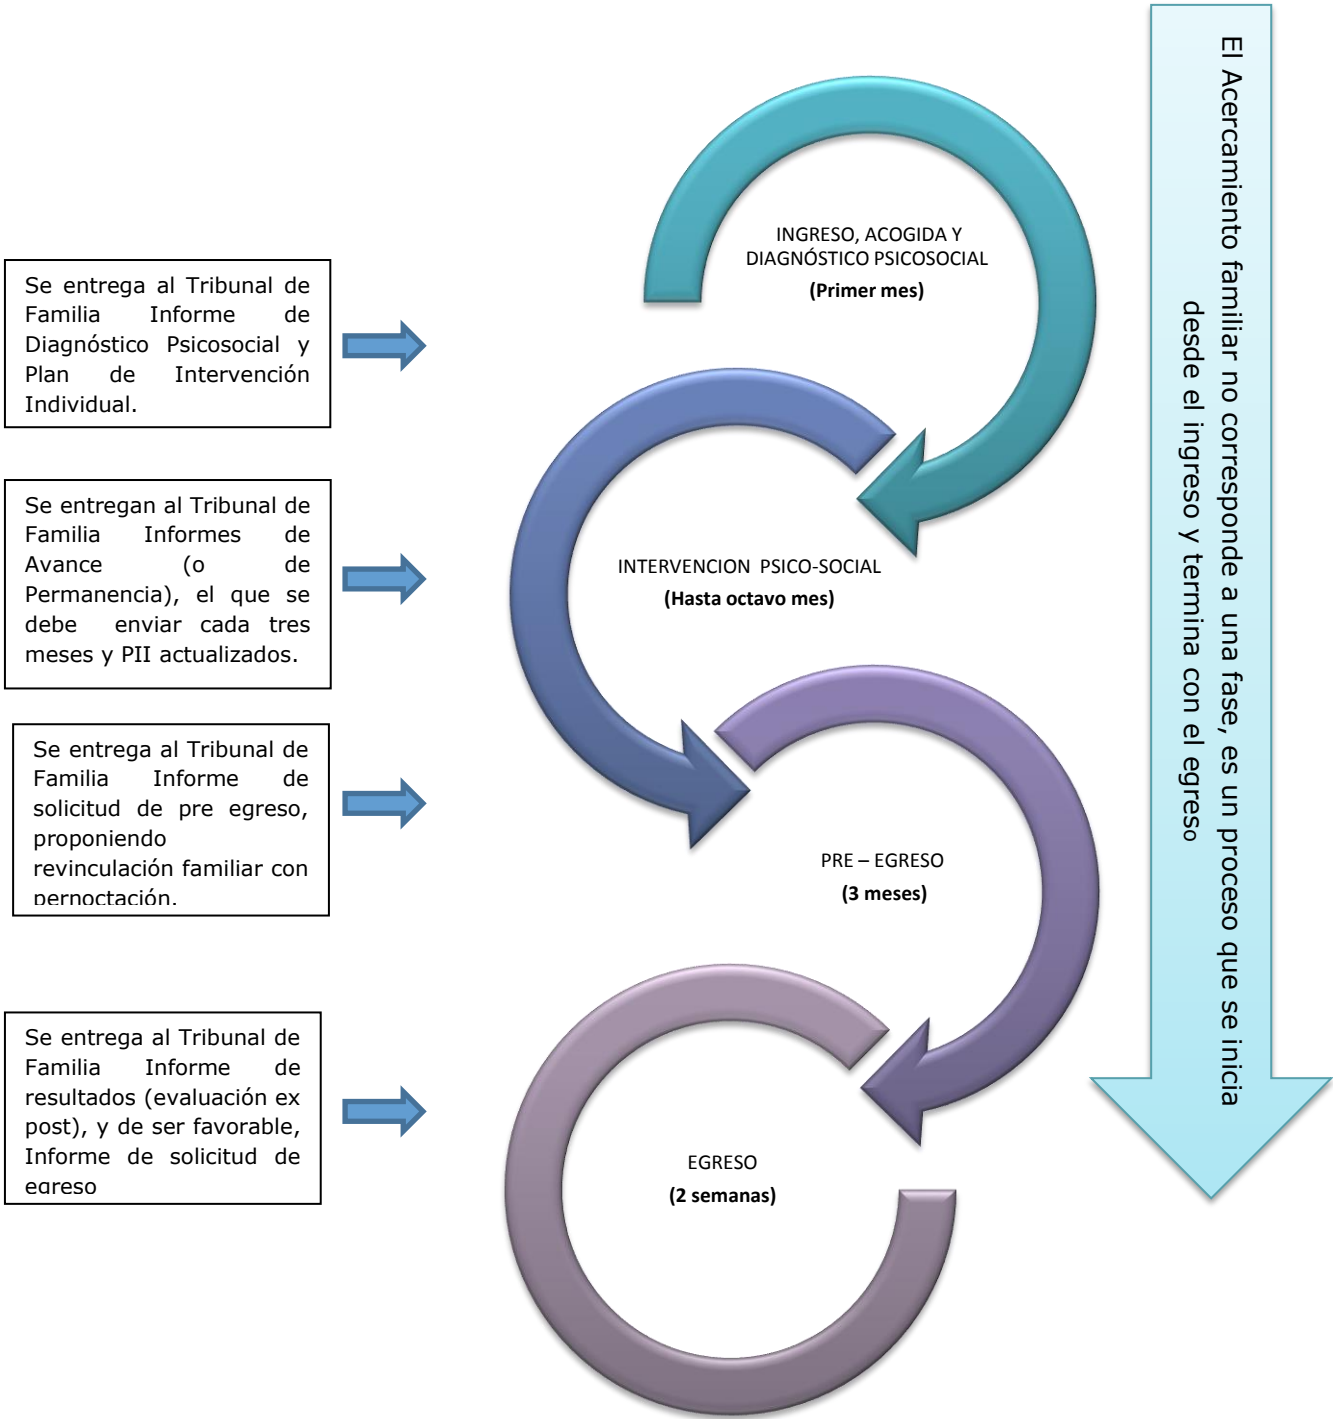 El Acercamiento familiar no corresponde a una fase, es un proceso que se inicia
desde el ingreso y termina con el egreso
INGRESO, ACOGIDA Y
DIAGNÓSTICO PSICOSOCIAL
(Primer mes)
Se entrega al Tribunal de
Familia Informe de
Diagnóstico Psicosocial y
Plan de Intervención
Individual.
INTERVENCION PSICO-SOCIAL
(Hasta octavo mes)
Se entregan al Tribunal de
Familia Informes de
Avance (o de
Permanencia), el que se
debe enviar cada tres
meses y PII actualizados.
PRE – EGRESO
(3 meses)
Se entrega al Tribunal de
Familia Informe de
solicitud de pre egreso,
proponiendo
revinculación familiar con
pernoctación.
EGRESO
(2 semanas)
Se entrega al Tribunal de
Familia Informe de
resultados (evaluación ex
post), y de ser favorable,
Informe de solicitud de
egreso